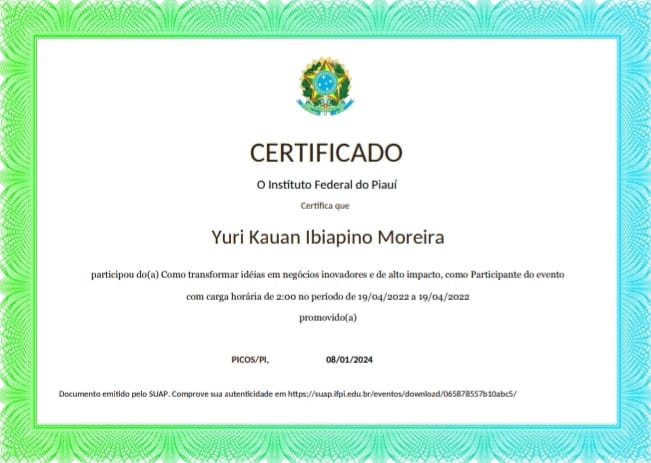 CERTIFICADO
O Instituto Federal do Piauí
Certifica que
Yuri Kauan Ibiapino Moreira
participou do(a) Como transformar idéias em negócios inovadores e de alto impacto, como Participante do evento
com carga horária de 2:00 no período de 19/04/2022 a 19/04/2022
promovido(a)
PICOS/PI, 08/01/2024
Documento emitido pelo SUAP. Comprove sua autenticidade em https://suap.ifpi.edu.br/eventos/download/065878557b10abc5/